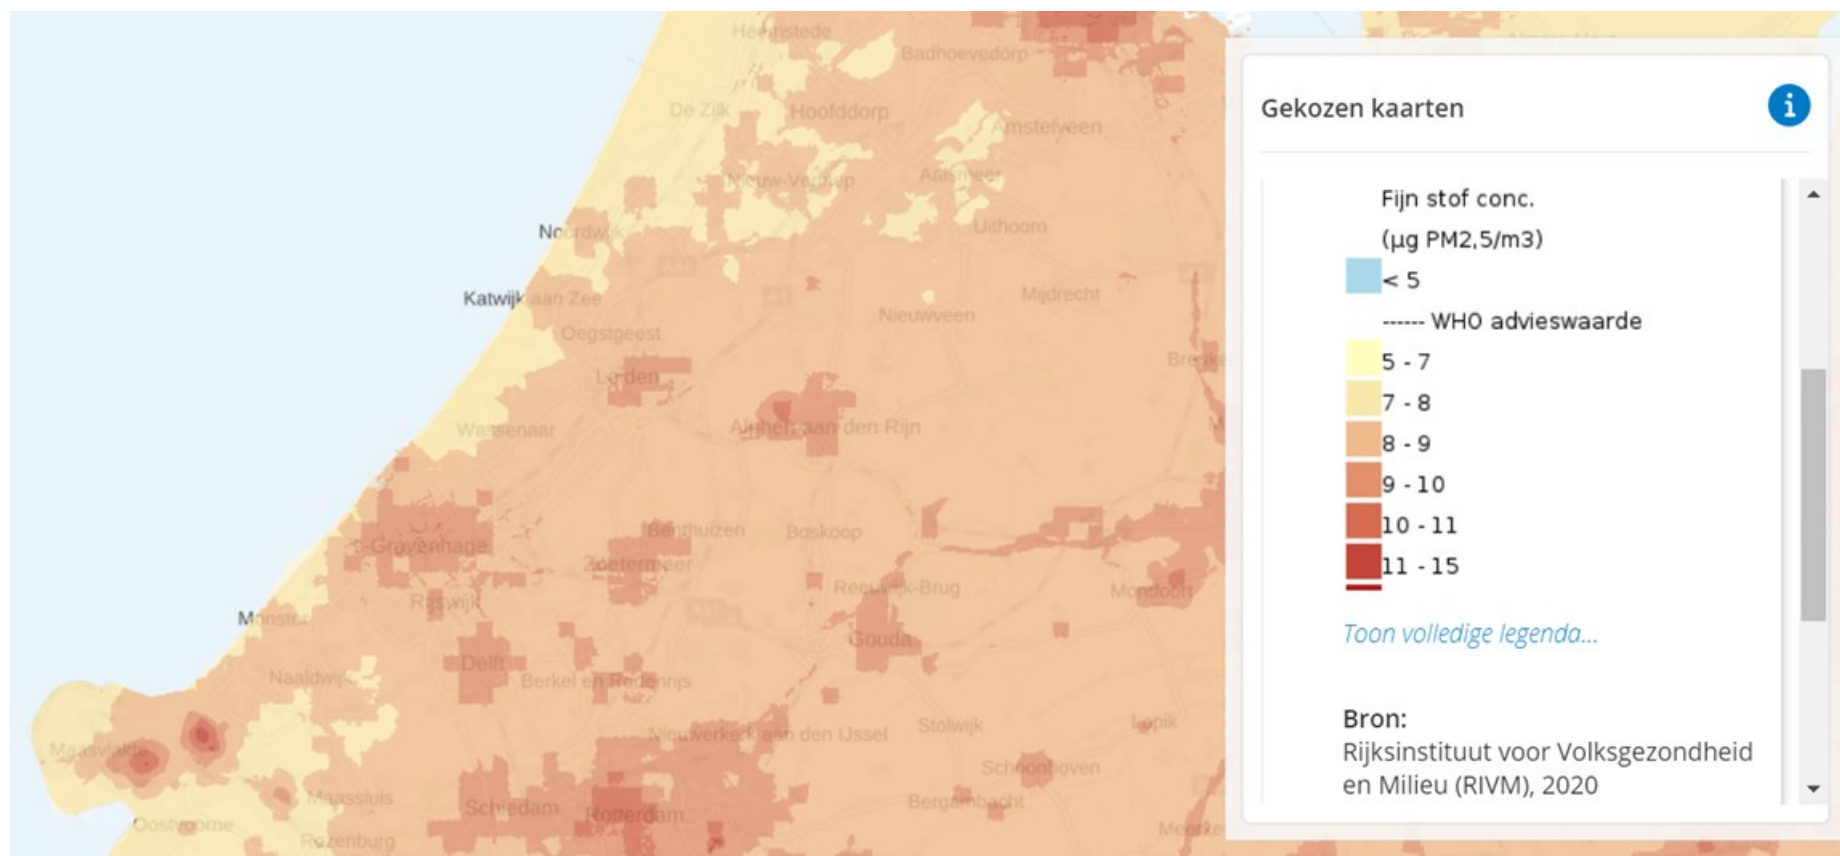 Heemstede
Badhoevedorp
De Zilk
Hoofddorp
Amstelveen
Nieuw-Vennep
Aalsmeer
Noordwijk
Uithoorn
Katwijk aan Zee
Mijdrecht
Nieuwveen
Oegstgeest
Leiden
Wassenaar
Alphen aan den Rijn
Benthuizen
Boskoop
s-Gravenhage
Zoetermeer
Reeuwijk-Brug
Rijswijk
Montfoort
Monster
Gouda
Delft
Naaldwijk
Berkel en Rodenrijs
Lopik
Stolwijk
Nieuwerkerk aan den IJssel
Maasvlakte
Schoonhoven
Maassluis
Schiedam
Rotterdam
Bergambacht
Oostvoorne
Rozenburg
Meerke
Gekozen kaarten
i
Fijn stof conc.
(µg PM2,5/m3)
< 5
------ WHO advieswaarde
5 - 7
7 - 8
8 - 9
9 - 10
10 - 11
11 - 15
Toon volledige legenda...
Bron:
Rijksinstituut voor Volksgezondheid
en Milieu (RIVM), 2020